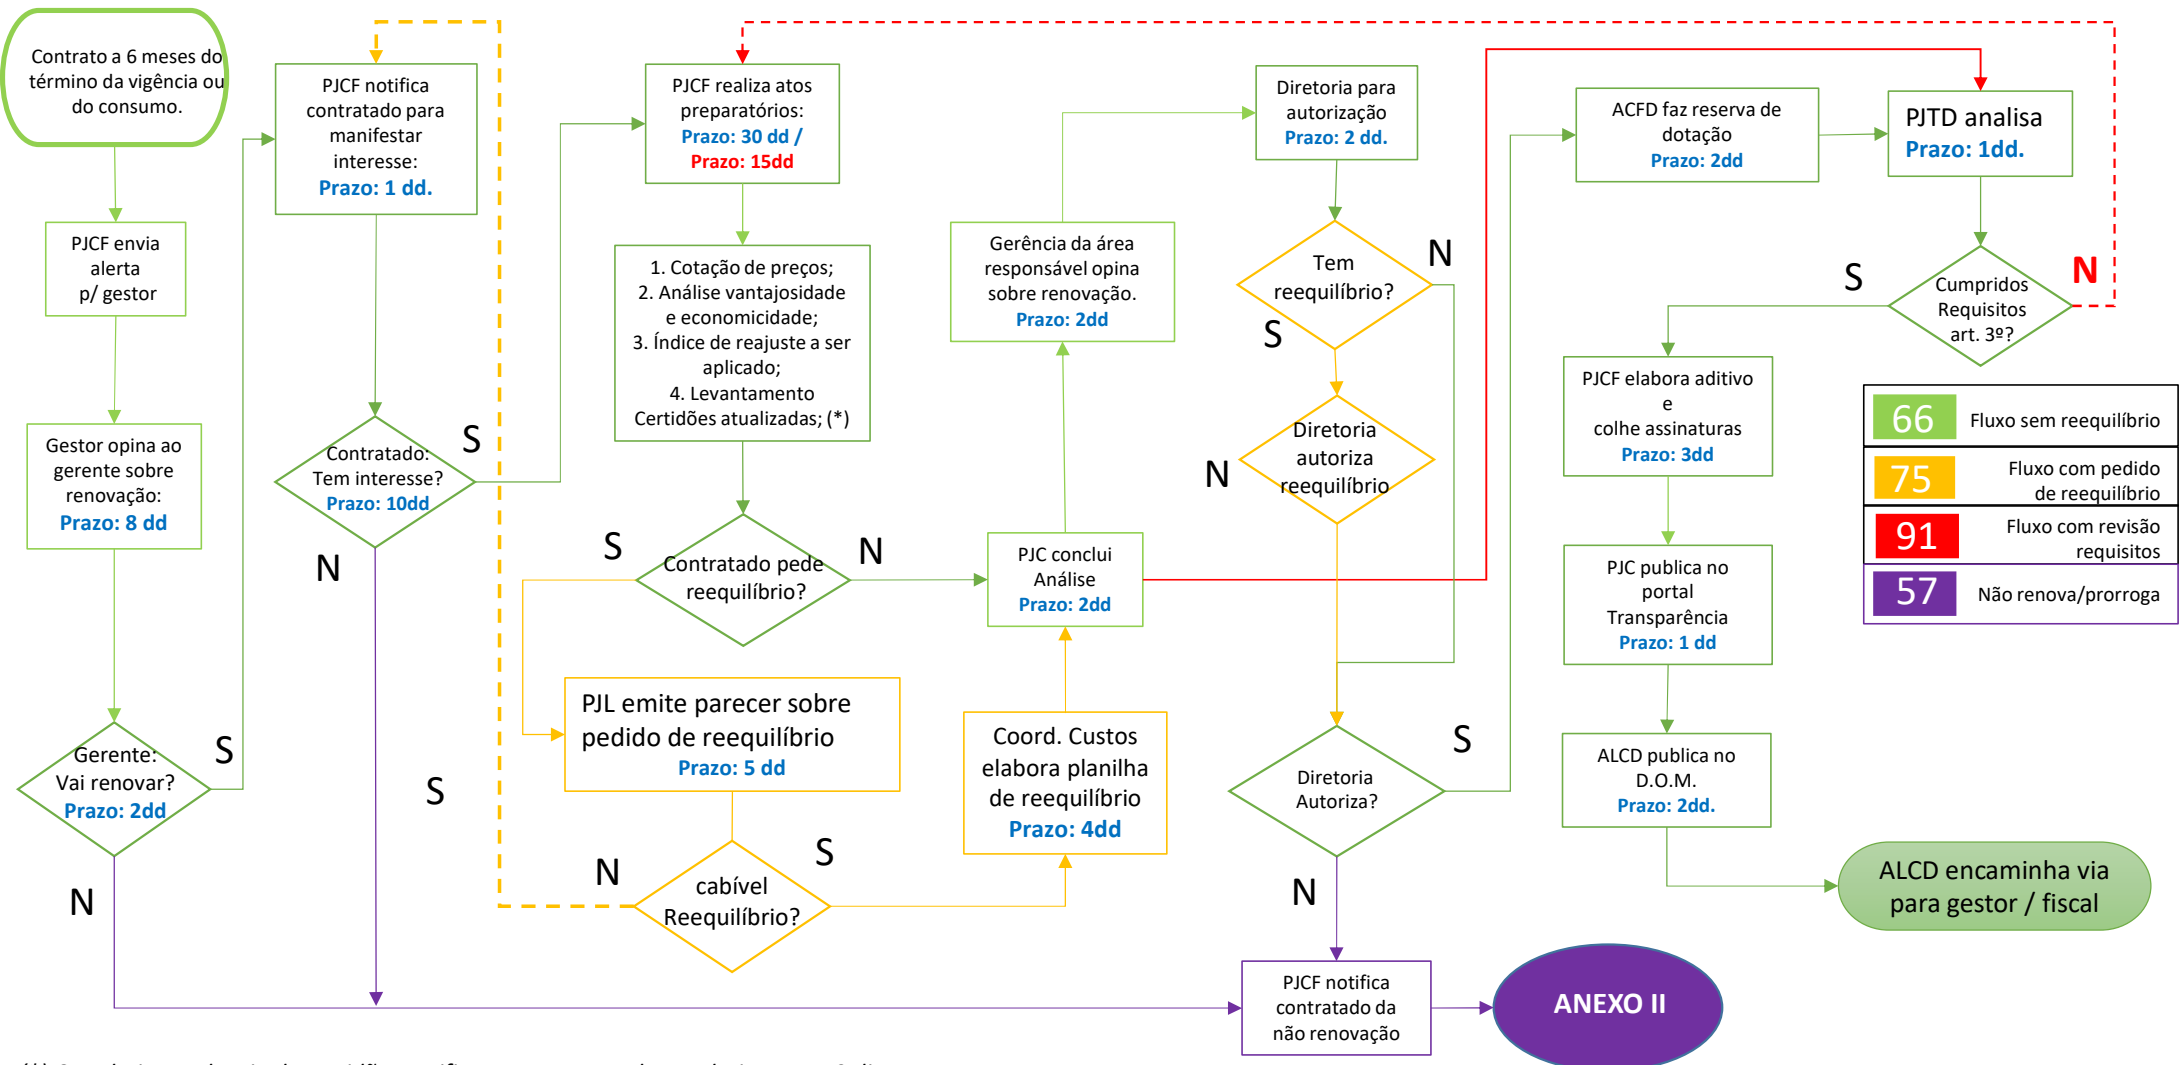 Contrato a 6 meses do
término da vigência ou
do consumo.
PJCF envia
alerta
p/ gestor
Gestor opina ao
gerente sobre
renovação:
Prazo: 8 dd
Gerente:
Vai renovar?
Prazo: 2dd
S
N
PJCF notifica
contratado para
manifestar
interesse:
Prazo: 1 dd.
Contratado:
Tem interesse?
Prazo: 10dd
S
N
S
PJCF realiza atos
preparatórios:
Prazo: 30 dd /
Prazo: 15dd
1. Cotação de preços;
2. Análise vantajosidade
e economicidade;
3. Índice de reajuste a ser
aplicado;
4. Levantamento
Certidões atualizadas; (*)
Contratado pede
reequilíbrio?
S
N
PJL emite parecer sobre
pedido de reequilíbrio
Prazo: 5 dd
cabível
Reequilíbrio?
N
S
Coord. Custos
elabora planilha
de reequilíbrio
Prazo: 4dd
PJC conclui
Análise
Prazo: 2dd
Gerência da área
responsável opina
sobre renovação.
Prazo: 2dd
Diretoria para
autorização
Prazo: 2 dd.
Tem
reequilíbrio?
N
S
Diretoria
autoriza
reequilíbrio
N
Diretoria
Autoriza?
S
N
PJCF notifica
contratado da
não renovação
ANEXO II
ACFD faz reserva de
dotação
Prazo: 2dd
PJTD analisa
Prazo: 1dd.
Cumpridos
Requisitos
art. 3º?
S
N
PJCF elabora aditivo
e
colhe assinaturas
Prazo: 3dd
PJC publica no
portal
Transparência
Prazo: 1 dd
ALCD publica no
D.O.M.
Prazo: 2dd.
ALCD encaminha via
para gestor / fiscal
66 Fluxo sem reequilíbrio
75 Fluxo com pedido
de reequilíbrio
91 Fluxo com revisão
requisitos
57 Não renova/prorroga